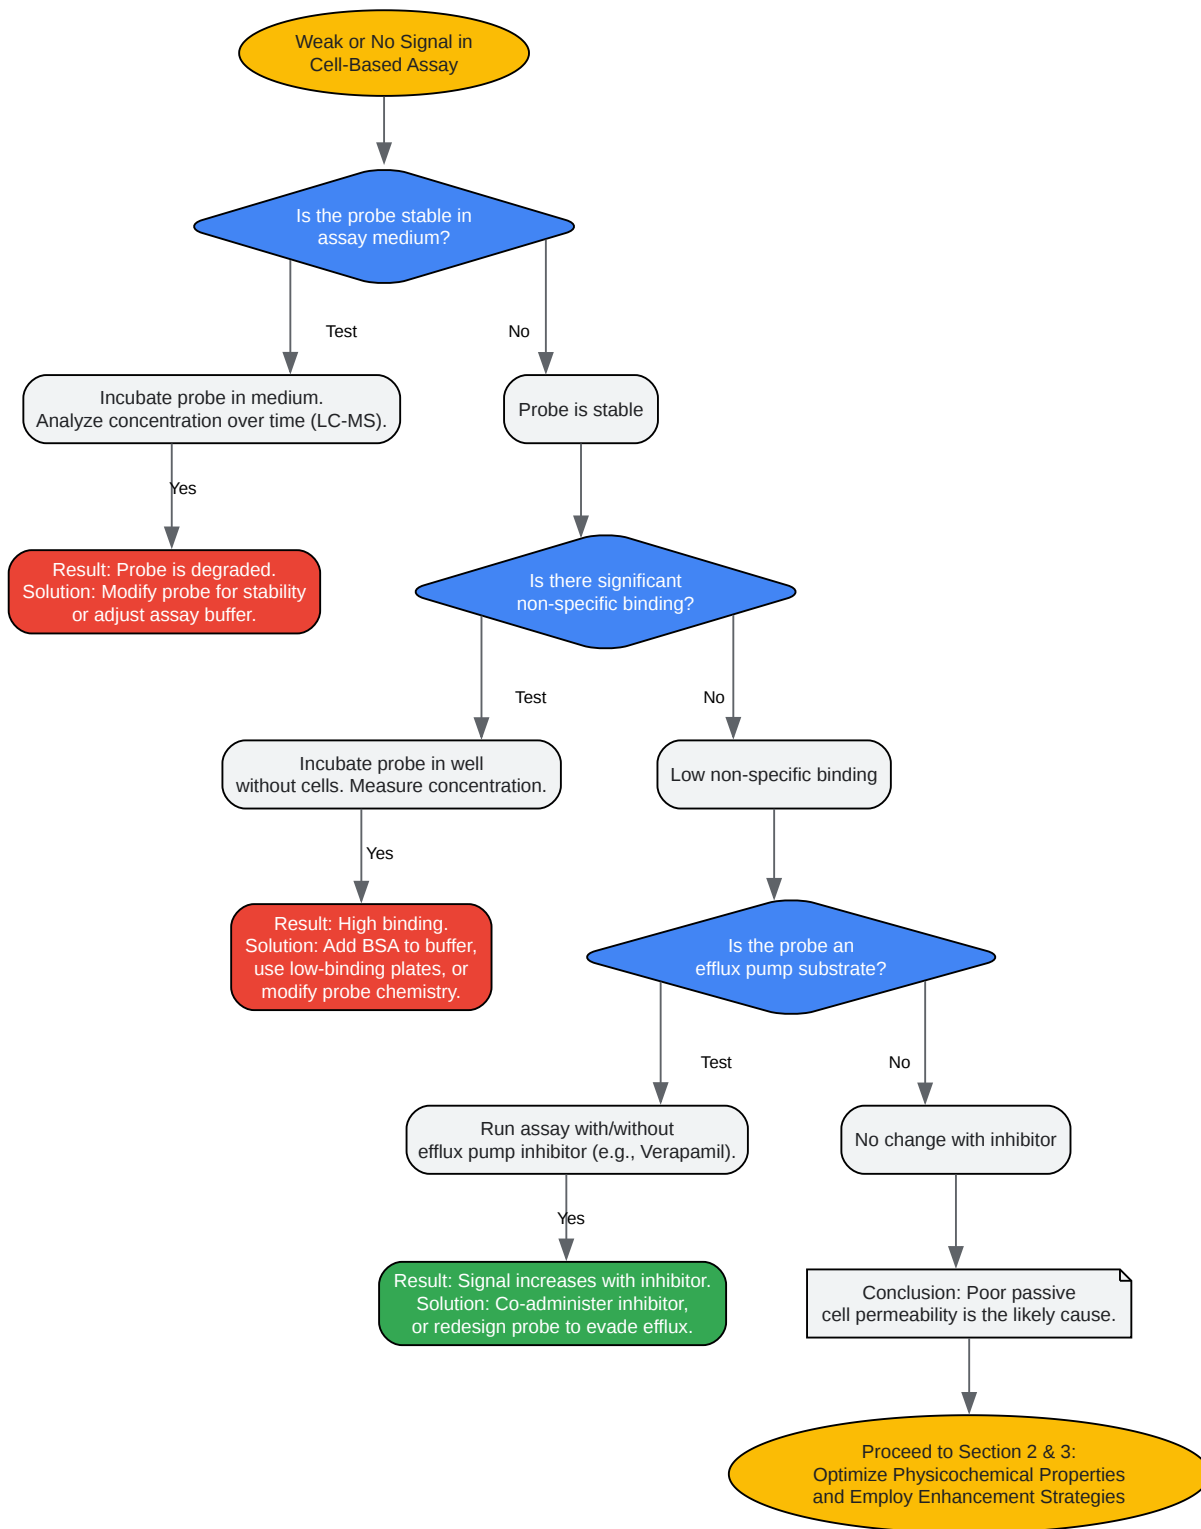 Weak or No Signal in
Cell-Based Assay
Is the probe stable in
assay medium?
Test
No
Incubate probe in medium.
Analyze concentration over time (LC-MS).
Probe is stable
Yes
Result: Probe is degraded.
Solution: Modify probe for stability
or adjust assay buffer.
Is there significant
non-specific binding?
Test
No
Incubate probe in well
without cells. Measure concentration.
Low non-specific binding
Yes
Result: High binding.
Solution: Add BSA to buffer,
use low-binding plates, or
modify probe chemistry.
Is the probe an
efflux pump substrate?
Test
No
Run assay with/without
efflux pump inhibitor (e.g., Verapamil).
No change with inhibitor
Yes
Result: Signal increases with inhibitor.
Solution: Co-administer inhibitor,
or redesign probe to evade efflux.
Conclusion: Poor passive
cell permeability is the likely cause.
Proceed to Section 2 & 3:
Optimize Physicochemical Properties
and Employ Enhancement Strategies